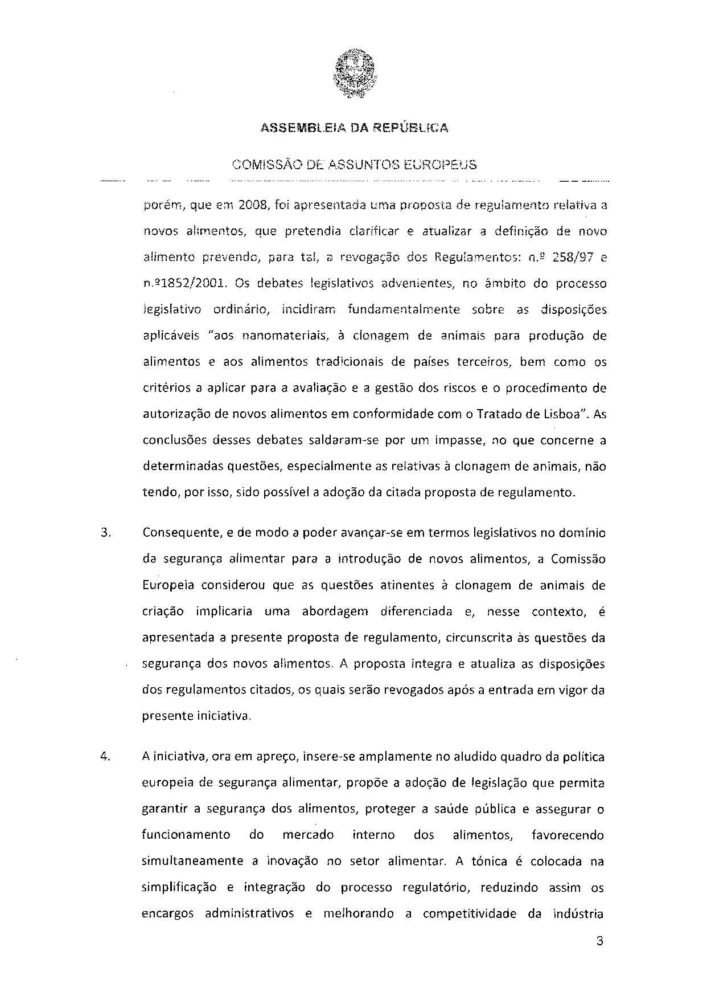 ASSEMBLEIA DA REPÚBLICA
COMISSÃO DE ASSUNTOS EUROPEUS
porém, que em 2008, foi apresentada uma proposta de regulamento relativa a
novos alimentos, que pretendia clarificar e atualizar a definição de novo
alimento prevendo, para tal, a revogação dos Regulamentos: n.º 258/97 e
n.º1852/2001. Os debates legislativos advenientes, no âmbito do processo
legislativo ordinário, incidiram fundamentalmente sobre as disposições
aplicáveis "aos nanomateriais, à clonagem de animais para produção de
alimentos e aos alimentos tradicionais de países terceiros, bem como os
critérios a aplicar para a avaliação e a gestão dos riscos e o procedimento de
autorização de novos alimentos em conformidade com o Tratado de Lisboa". As
conclusões desses debates saldaram-se por um impasse, no que concerne a
determinadas questões, especialmente as relativas à clonagem de animais, não
tendo, por isso, sido possível a adoção da citada proposta de regulamento.
3. Consequente, e de modo a poder avançar-se em termos legislativos no domínio
da segurança alimentar para a introdução de novos alimentos, a Comissão
Europeia considerou que as questões atinentes à clonagem de animais de
criação implicaria uma abordagem diferenciada e, nesse contexto, é
apresentada a presente proposta de regulamento, circunscrita às questões da
segurança dos novos alimentos. A proposta integra e atualiza as disposições
dos regulamentos citados, os quais serão revogados após a entrada em vigor da
presente iniciativa.
4. A iniciativa, ora em apreço, insere-se amplamente no aludido quadro da política
europeia de segurança alimentar, propõe a adoção de legislação que permita
garantir a segurança dos alimentos, proteger a saúde pública e assegurar o
funcionamento do mercado interno dos alimentos, favorecendo
simultaneamente a inovação no setor alimentar. A tónica é colocada na
simplificação e integração do processo regulatório, reduzindo assim os
encargos administrativos e melhorando a competitividade da indústria
3